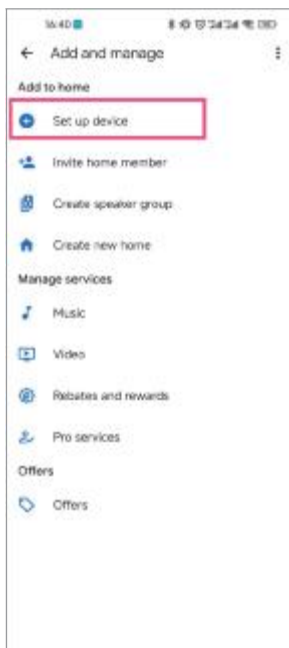 16:40
Add and manage
Add to home
Set up device
Invite home member
Create speaker group
Create new home
Manage services
Music
Video
Rebates and rewards
Pro services
Offers
Offers